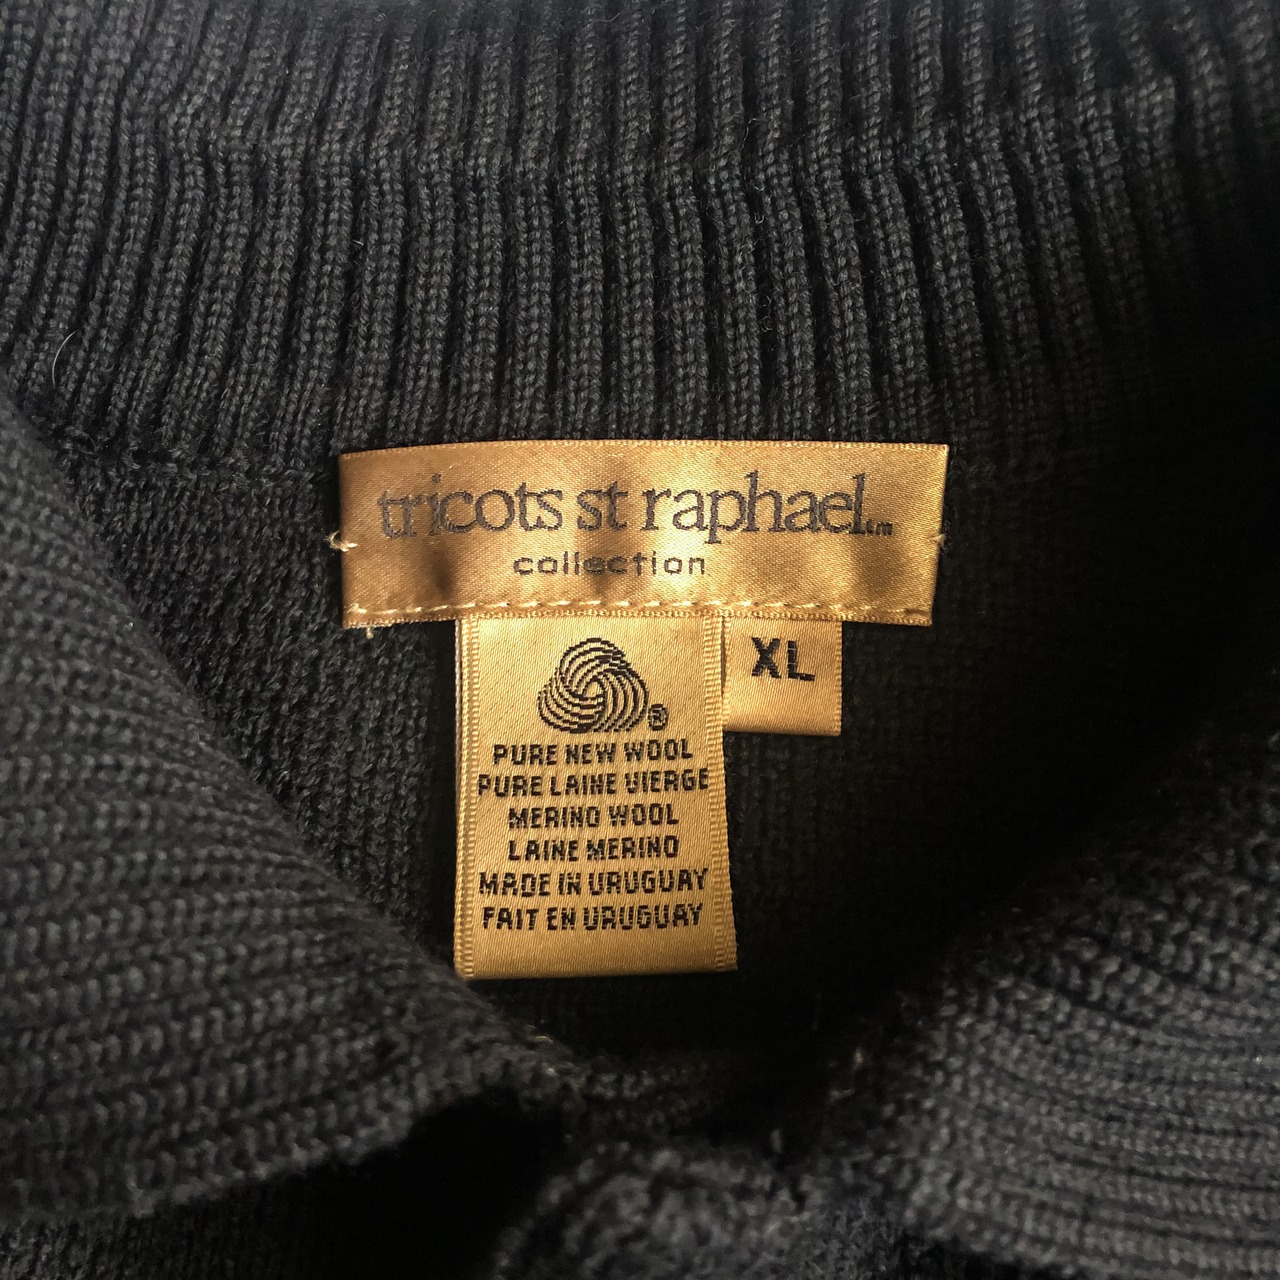 tricots st raphael
collection
XL
PURE NEW WOOL
PURE LAINE VIERGE
MERINO WOOL
LAINE MERINO
MADE IN URUGUAY
FAIT EN URUGUAY